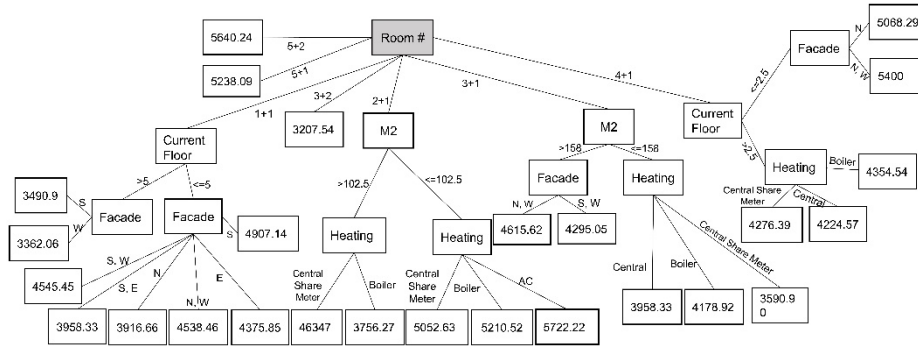 5640.24
5+2
Room #
5068.29
N
Facade
N, W
5400
5238.09
5+1
4+1
<=2.5
1+1
3+2
2+1
3+1
3207.54
M2
M2
Current
Floor
Current
Floor
>2.5
>158
<=158
Heating
Boiler
4354.54
>5
<=5
>102.5
<=102.5
Facade
Heating
Central Share
Meter
Central
3490.9
S
Facade
Facade
S
4907.14
N, W
S, W
4276.39
4224.57
3362.06
W
4615.62
4295.05
Heating
Heating
Central Share Meter
4545.45
S, W
S, E
N
N, W
E
Central
Share
Meter
Boiler
Central
Share
Meter
Boiler
AC
Central
Boiler
3958.33
3916.66
4538.46
4375.85
46347
3756.27
5052.63
5210.52
5722.22
3958.33
4178.92
3590.9
0